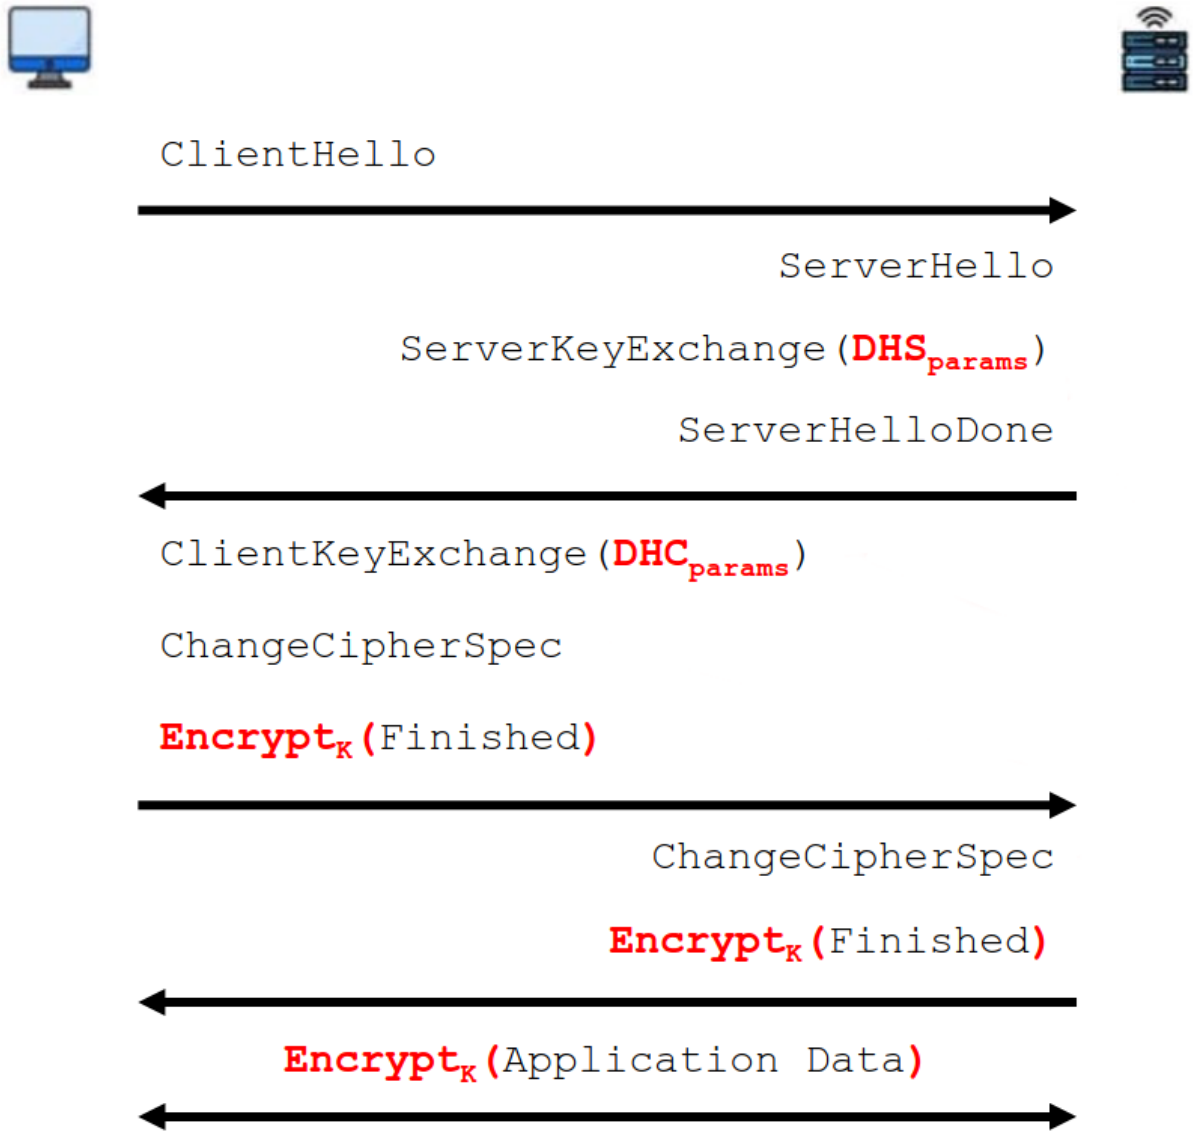 ClientHello
ServerHello
ServerKeyExchange(DHSparams)
ServerHelloDone
ClientKeyExchange(DHCparams)
ChangeCipherSpec
EncryptK(Finished)
ChangeCipherSpec
EncryptK(Finished)
EncryptK(Application Data)